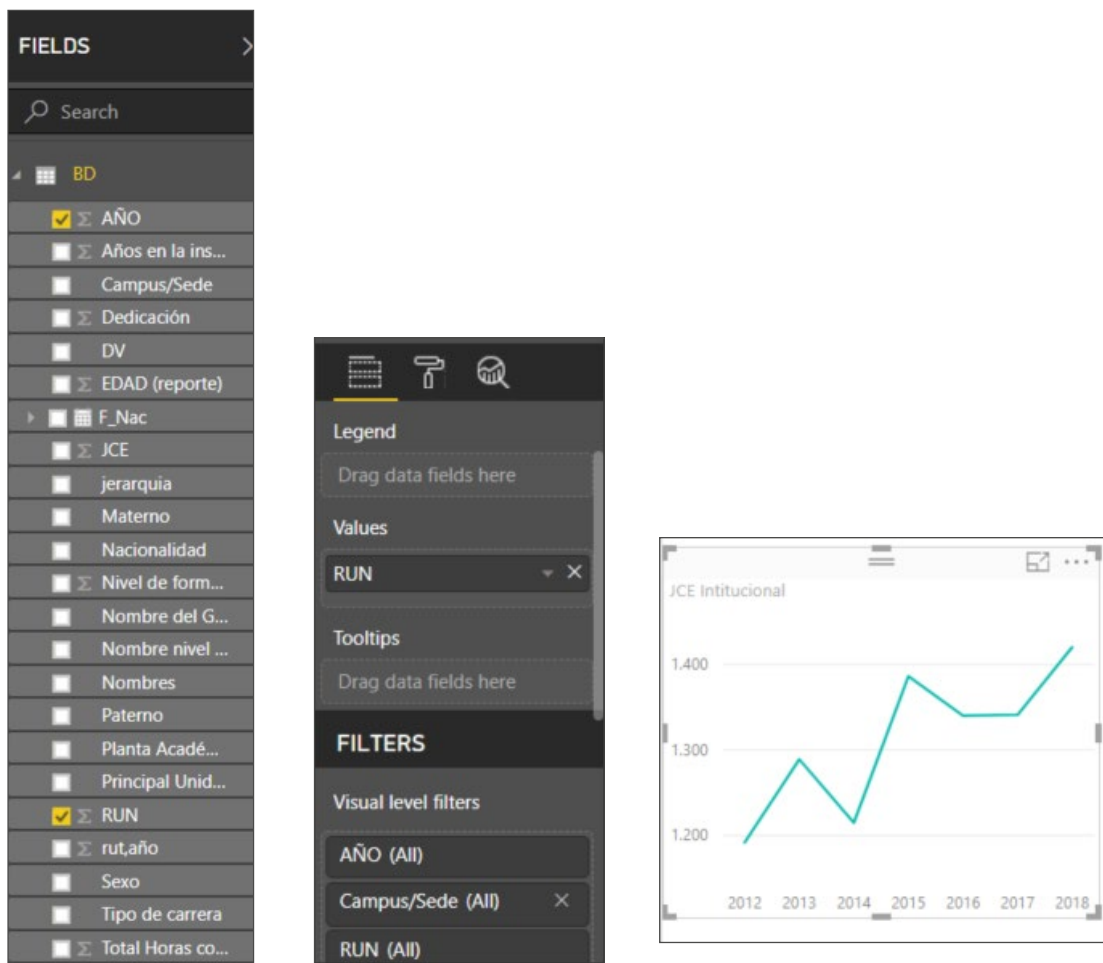 FIELDS
Search
BD
AÑO
Años en la ins...
Campus/Sede
Dedicación
DV
EDAD (reporte)
F_Nac
JCE
jerarquia
Materno
Nacionalidad
Nivel de form...
Nombre del G...
Nombre nivel ...
Nombres
Paterno
Planta Acadé...
Principal Unid...
RUN
rut,año
Sexo
Tipo de carrera
Total Horas co...
Legend
Drag data fields here
Values
RUN
Tooltips
Drag data fields here
FILTERS
Visual level filters
AÑO (All)
Campus/Sede (All)
RUN (All)
JCE Intitucional
1.400
1.300
1.200
2012 2013 2014 2015 2016 2017 2018